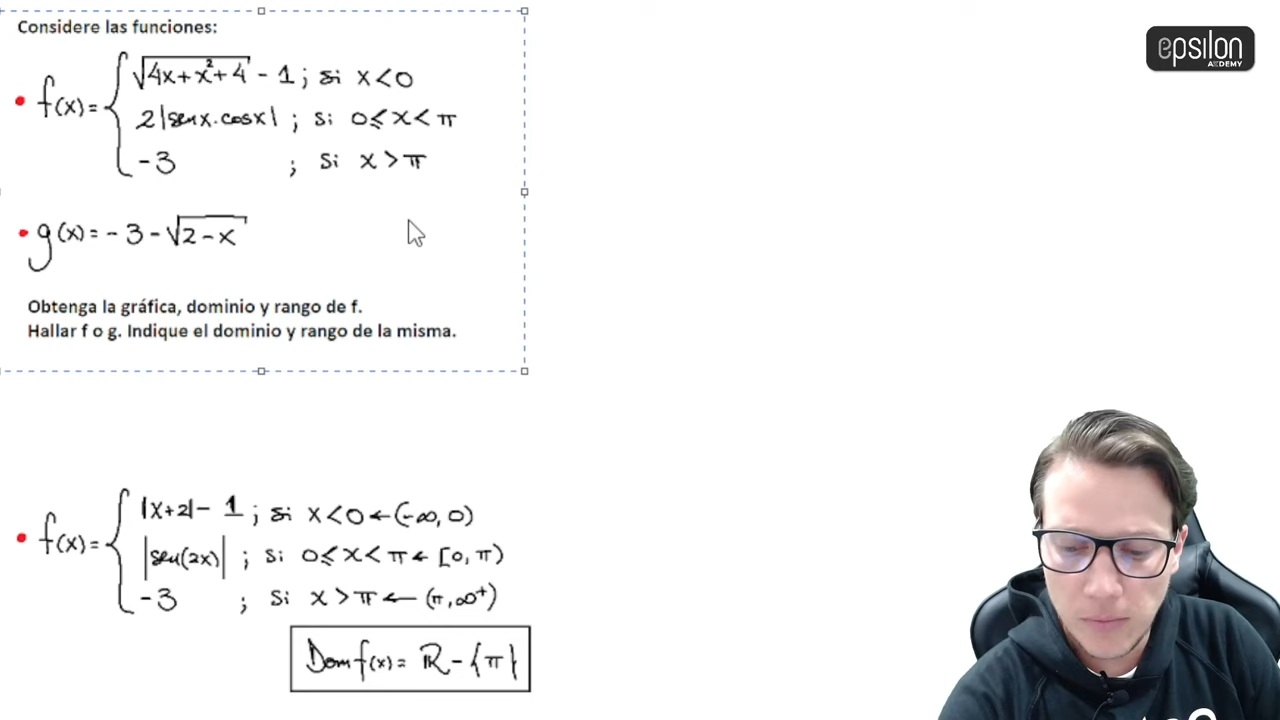 Considere las funciones:
epsilon
ACADEMY
f(x)= { √(4x+x²+4) - 1 ; si x<0
2|senx.cosx| ; si 0≤x<π
-3 ; si x>π
g(x)= -3-√(2-x)
Obtenga la gráfica, dominio y rango de f.
Hallar f o g. Indique el dominio y rango de la misma.
f(x)= { |x+2|- 1 ; si x<0 ← (-∞, 0)
|sen(2x)| ; si 0≤x<π ← [0, π)
-3 ; si x>π ← (π, ∞⁺)
Dom f(x)= ℝ-{π}